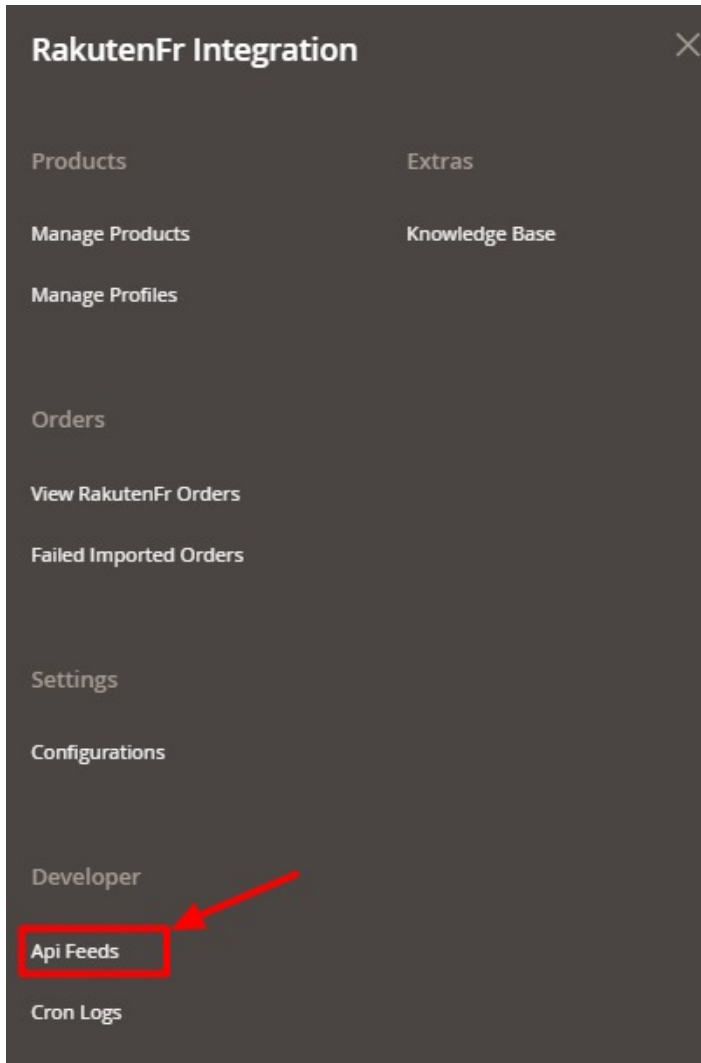 RakutenFr Integration
Products
Manage Products
Manage Profiles
Orders
View RakutenFr Orders
Failed Imported Orders
Settings
Configurations
Developer
Api Feeds
Cron Logs
Extras
Knowledge Base